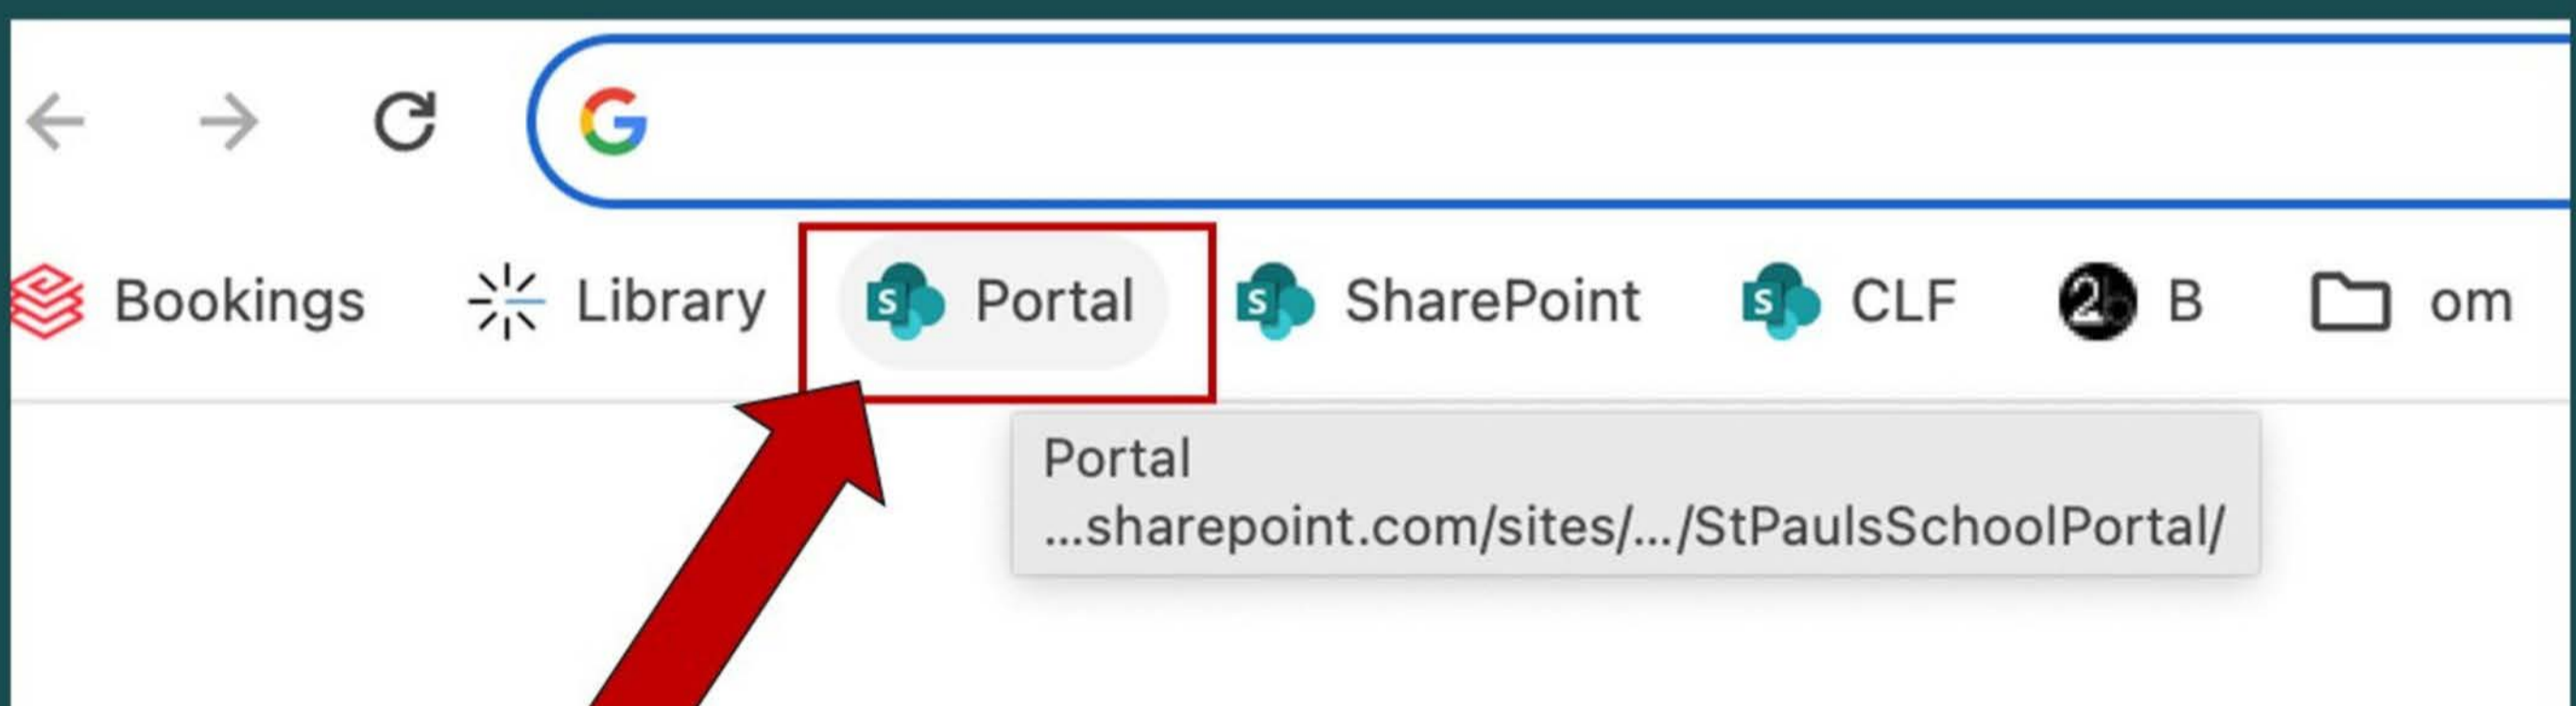 Bookings Library Portal SharePoint CLF B om
Portal
...sharepoint.com/sites/.../StPaulsSchoolPortal/